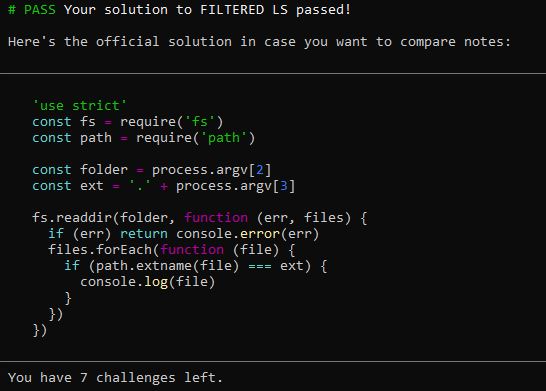 # PASS Your solution to FILTERED LS passed!
Here's the official solution in case you want to compare notes:
'use strict'
const fs = require('fs')
const path = require('path')
const folder = process.argv[2]
const ext = '.' + process.argv[3]
fs.readdir(folder, function (err, files) {
if (err) return console.error(err)
files.forEach(function (file) {
if (path.extname(file) === ext) {
console.log(file)
}
})
})
You have 7 challenges left.